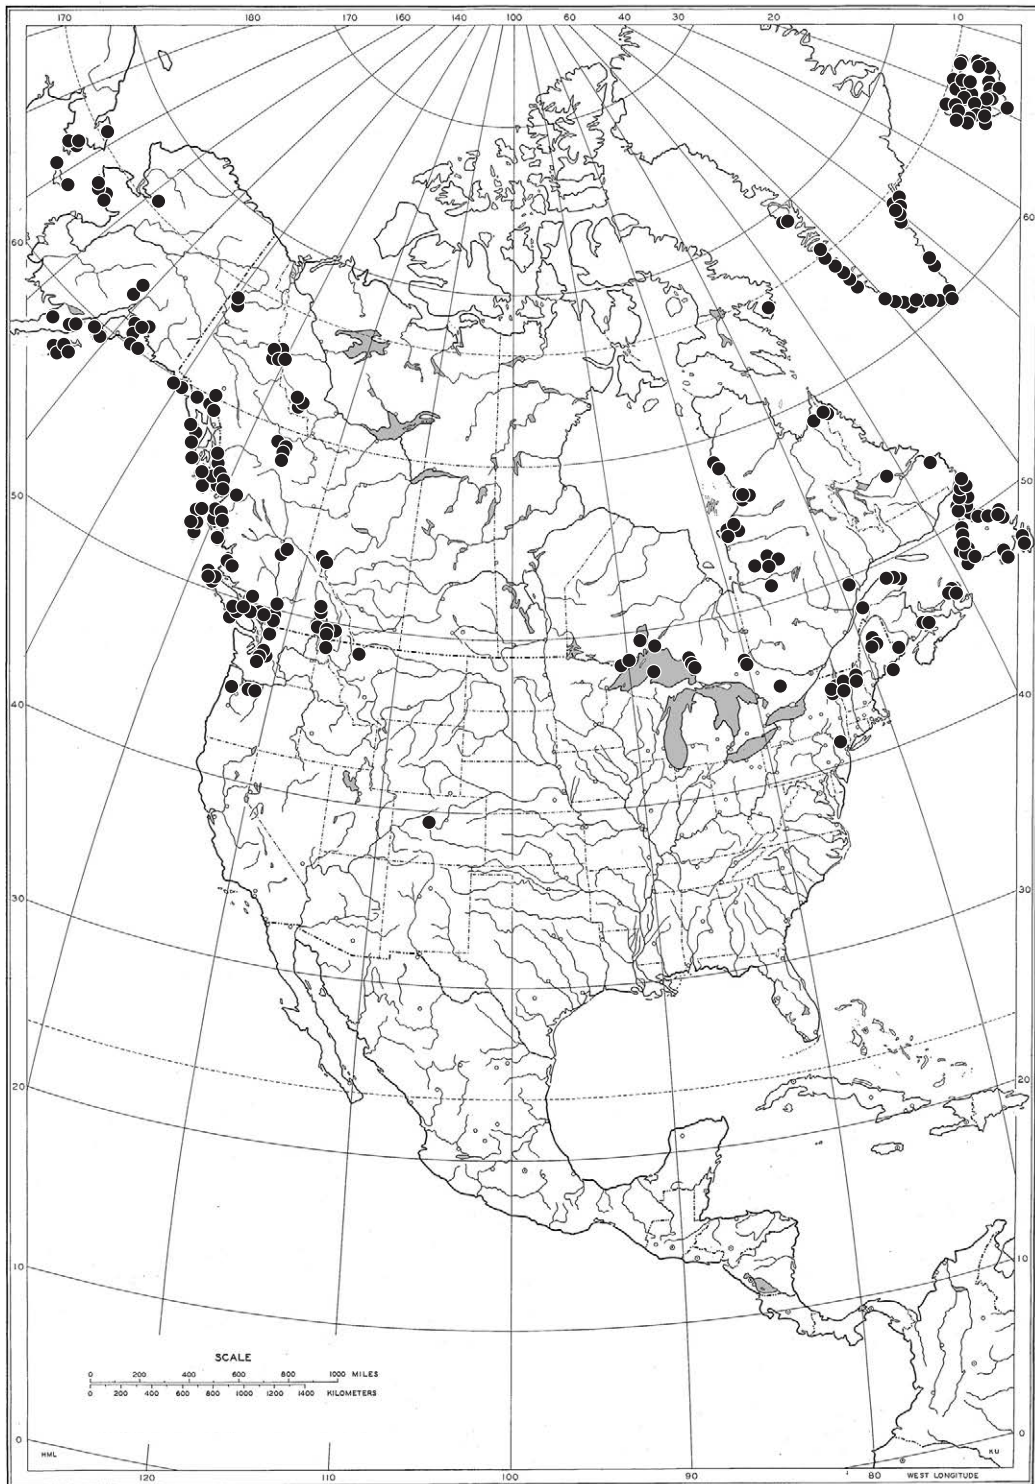 170 180 170 160 140 100 60 40 30 20 10
60 60
50 50
40 40
30 30
20 20
10 10
SCALE
0 200 400 600 800 1000 MILES
0 200 400 600 800 1000 1200 1400 KILOMETERS
0 0
HML KU
120 110 100 90 80 WEST LONGITUDE